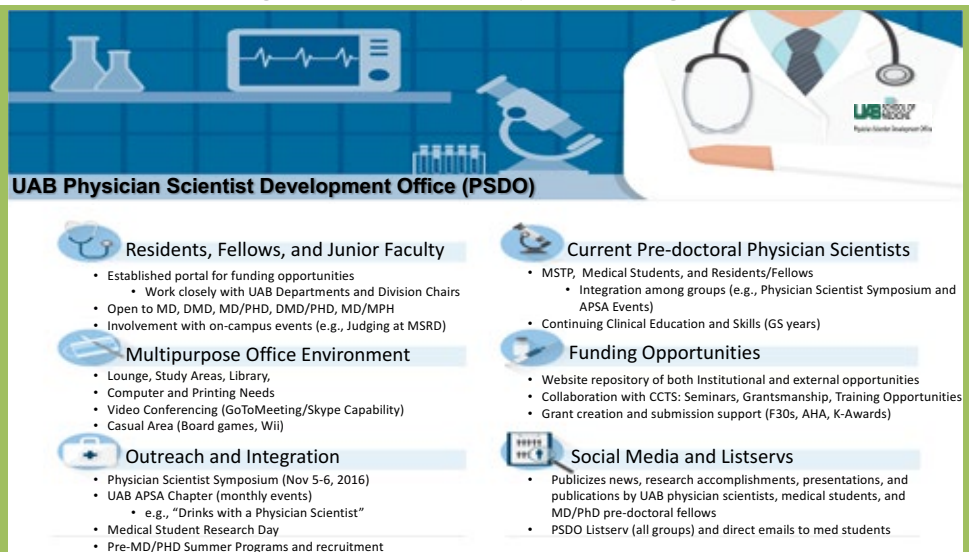 UAB SCHOOL OF
MEDICINE
Physician Scientist Development Office
UAB Physician Scientist Development Office (PSDO)
Residents, Fellows, and Junior Faculty
• Established portal for funding opportunities
• Work closely with UAB Departments and Division Chairs
• Open to MD, DMD, MD/PHD, DMD/PHD, MD/MPH
• Involvement with on-campus events (e.g., Judging at MSRD)
Multipurpose Office Environment
• Lounge, Study Areas, Library,
• Computer and Printing Needs
• Video Conferencing (GoToMeeting/Skype Capability)
• Casual Area (Board games, Wii)
Outreach and Integration
• Physician Scientist Symposium (Nov 5-6, 2016)
• UAB APSA Chapter (monthly events)
• e.g., “Drinks with a Physician Scientist”
• Medical Student Research Day
• Pre-MD/PHD Summer Programs and recruitment
Current Pre-doctoral Physician Scientists
• MSTP, Medical Students, and Residents/Fellows
• Integration among groups (e.g., Physician Scientist Symposium and
APSA Events)
• Continuing Clinical Education and Skills (GS years)
Funding Opportunities
• Website repository of both Institutional and external opportunities
• Collaboration with CCTS: Seminars, Grantsmanship, Training Opportunities
• Grant creation and submission support (F30s, AHA, K-Awards)
Social Media and Listservs
• Publicizes news, research accomplishments, presentations, and
publications by UAB physician scientists, medical students, and
MD/PhD pre-doctoral fellows
• PSDO Listserv (all groups) and direct emails to med students